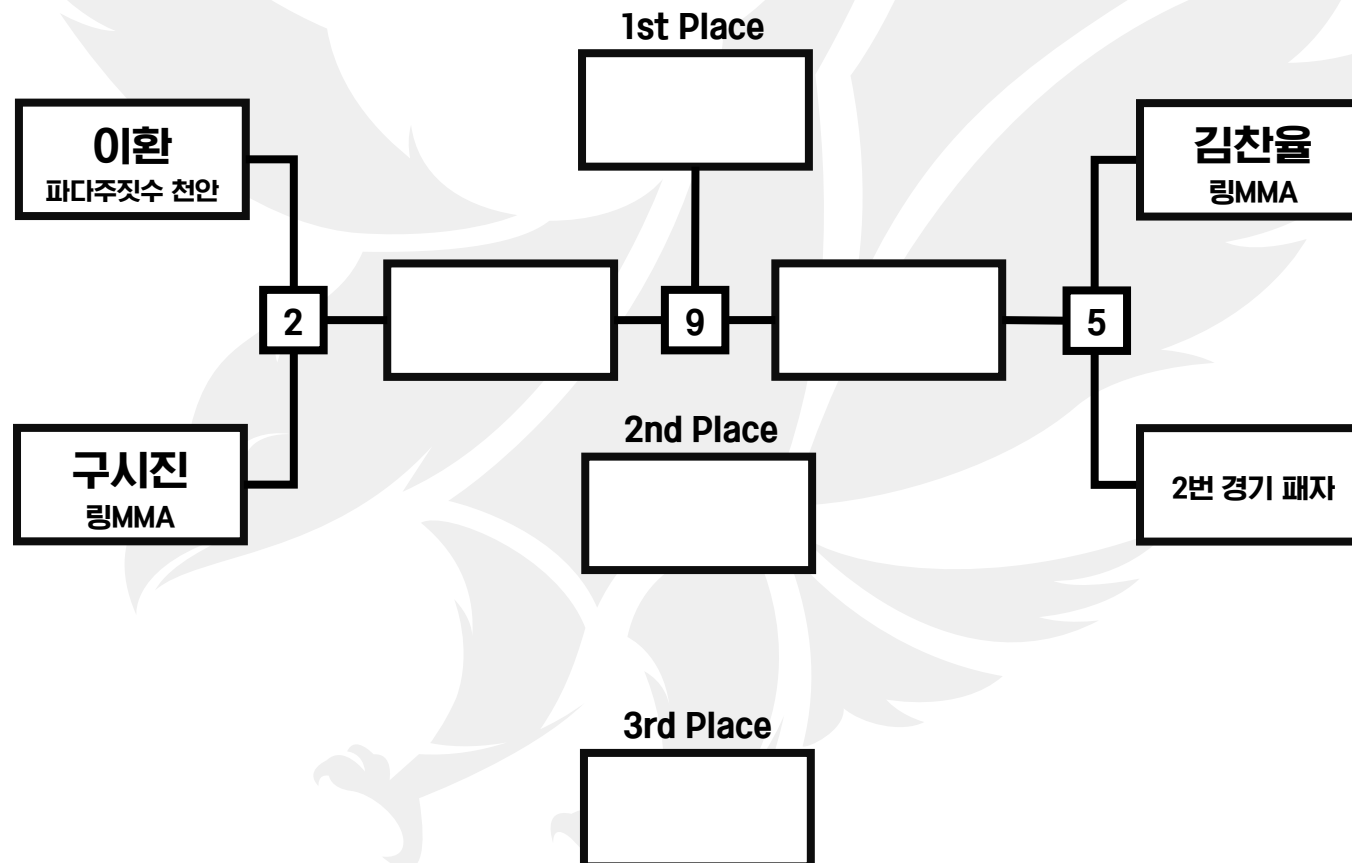 1st Place
이환
파다주짓수 천안
김찬율
링MMA
2
9
5
2nd Place
구시진
링MMA
2번 경기 패자
3rd Place